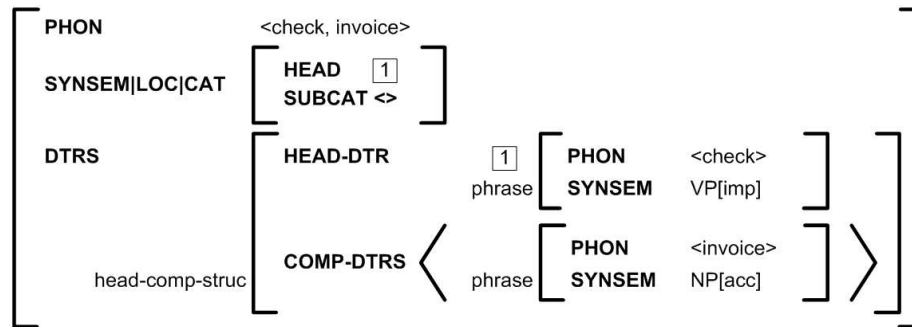 PHON <check, invoice>
SYNSEM|LOC|CAT HEAD 1
SUBCAT <>
DTRS HEAD-DTR 1 PHON <check>
phrase SYNSEM VP[imp]
COMP-DTRS PHON <invoice>
head-comp-struc phrase SYNSEM NP[acc]